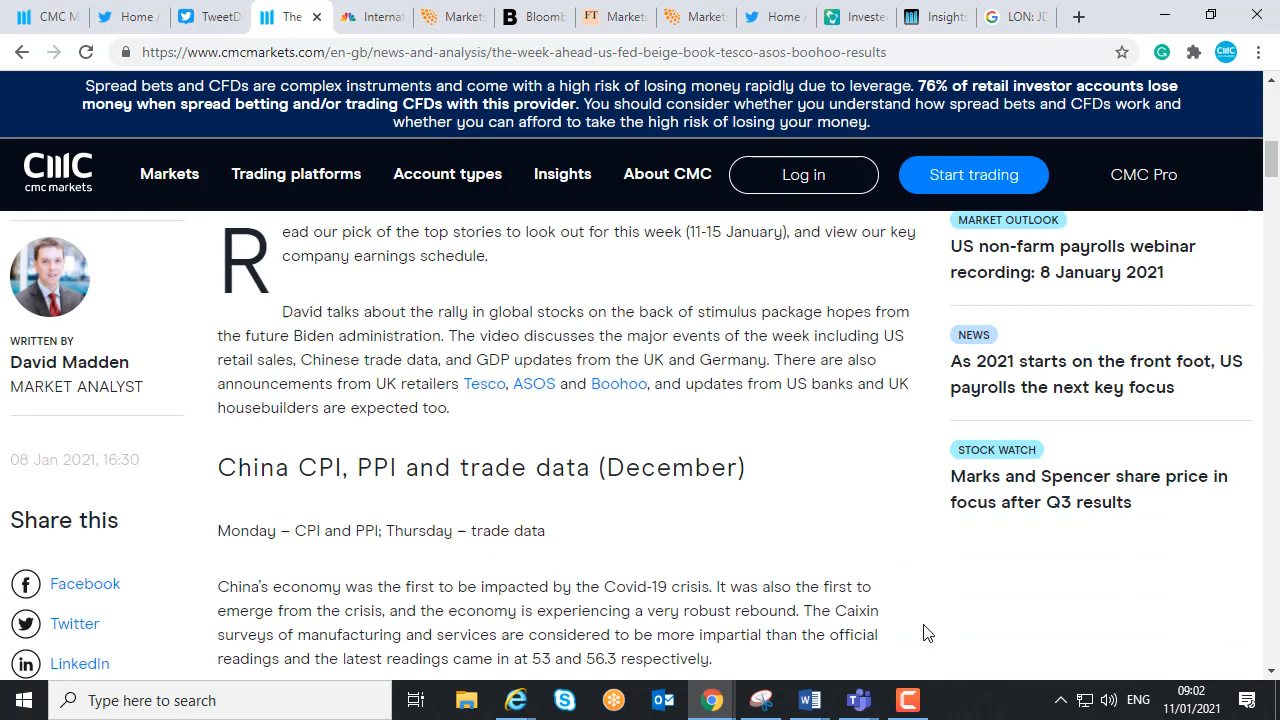 CMC M
Home /
TweetD
The
Interna
Markets
Bloomb
FT
Markets
Markets
Home /
Investe
Insights
LON: JD
https://www.cmcmarkets.com/en-gb/news-and-analysis/the-week-ahead-us-fed-beige-book-tesco-asos-boohoo-results
Spread bets and CFDs are complex instruments and come with a high risk of losing money rapidly due to leverage. 76% of retail investor accounts lose
money when spread betting and/or trading CFDs with this provider. You should consider whether you understand how spread bets and CFDs work and
whether you can afford to take the high risk of losing your money.
CMC
cmc markets
Markets
Trading platforms
Account types
Insights
About CMC
Log in
Start trading
CMC Pro
WRITTEN BY
David Madden
MARKET ANALYST
08 Jan 2021, 16:30
Share this
Facebook
Twitter
LinkedIn
Read our pick of the top stories to look out for this week (11-15 January), and view our key
company earnings schedule.
David talks about the rally in global stocks on the back of stimulus package hopes from
the future Biden administration. The video discusses the major events of the week including US
retail sales, Chinese trade data, and GDP updates from the UK and Germany. There are also
announcements from UK retailers Tesco, ASOS and Boohoo, and updates from US banks and UK
housebuilders are expected too.
China CPI, PPI and trade data (December)
Monday – CPI and PPI; Thursday – trade data
China's economy was the first to be impacted by the Covid-19 crisis. It was also the first to
emerge from the crisis, and the economy is experiencing a very robust rebound. The Caixin
surveys of manufacturing and services are considered to be more impartial than the official
readings and the latest readings came in at 53 and 56.3 respectively.
MARKET OUTLOOK
US non-farm payrolls webinar
recording: 8 January 2021
NEWS
As 2021 starts on the front foot, US
payrolls the next key focus
STOCK WATCH
Marks and Spencer share price in
focus after Q3 results
Type here to search
ENG
09:02
11/01/2021